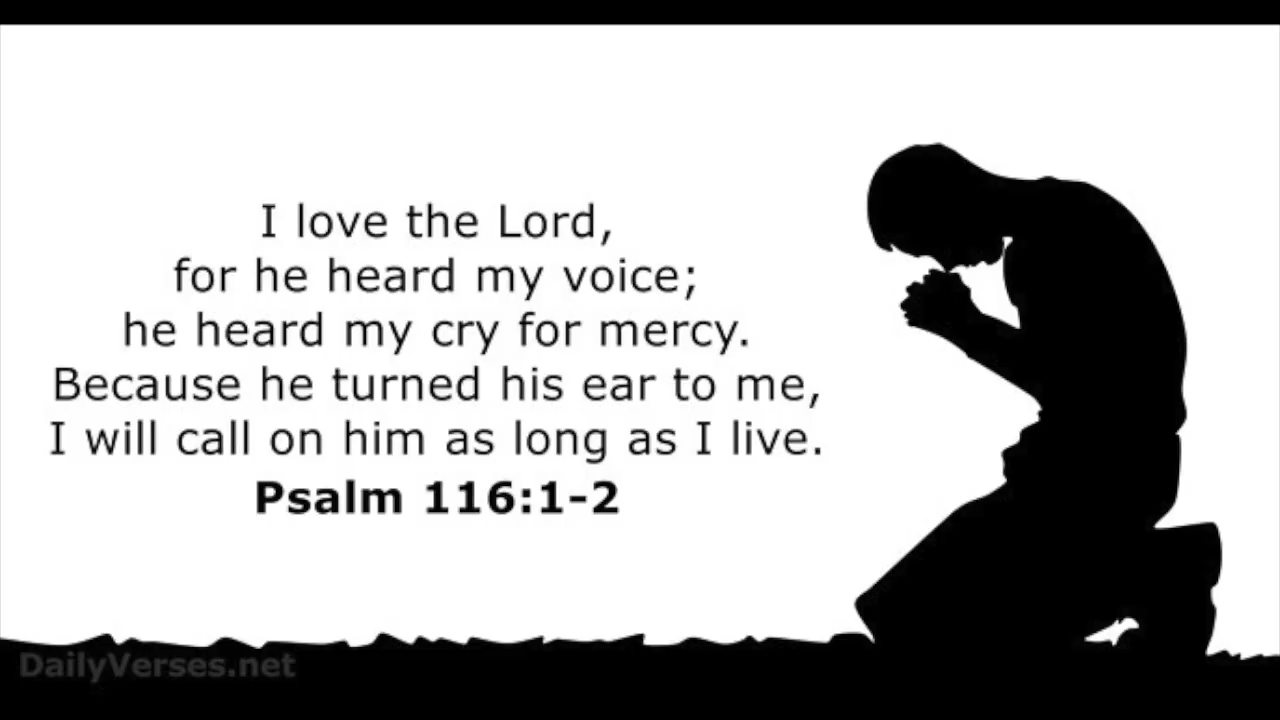 I love the Lord,
for he heard my voice;
he heard my cry for mercy.
Because he turned his ear to me,
I will call on him as long as I live.
Psalm 116:1-2
DailyVerses.net